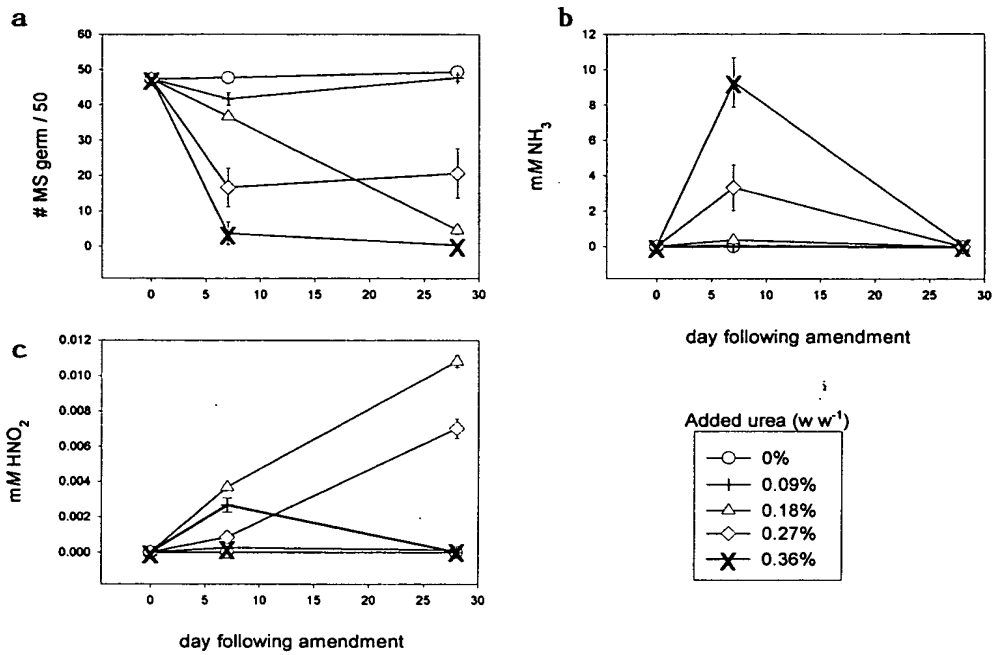 a
60
50
40
30
20
10
0
# MS germ / 50
0 5 10 15 20 25 30
b
12
10
8
6
4
2
0
mM NH₃
0 5 10 15 20 25 30
day following amendment
c
0.012
0.010
0.008
0.006
0.004
0.002
0.000
mM HNO₂
0 5 10 15 20 25 30
day following amendment
Added urea (w w⁻¹)
0%
0.09%
0.18%
0.27%
0.36%